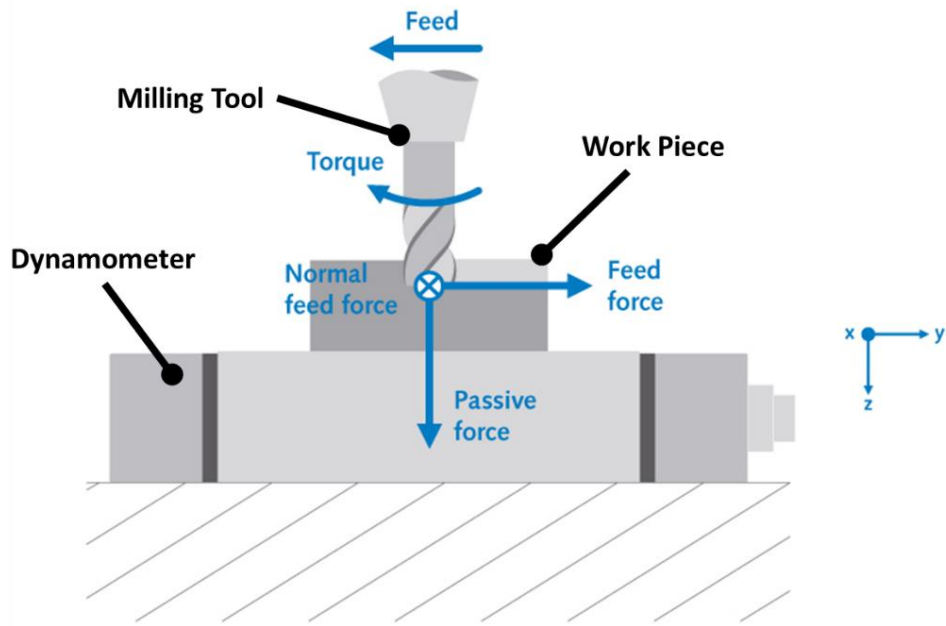 Feed
Milling Tool
Work Piece
Torque
Dynamometer
Normal
feed force
Feed
force
x
y
z
Passive
force